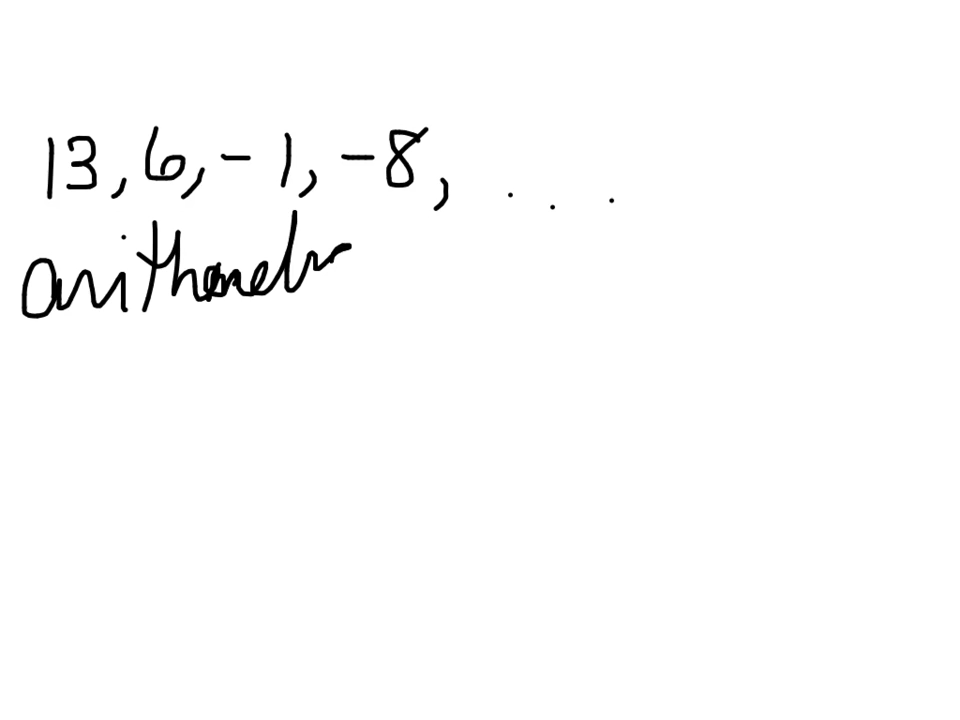 13, 6, -1, -8, . . .